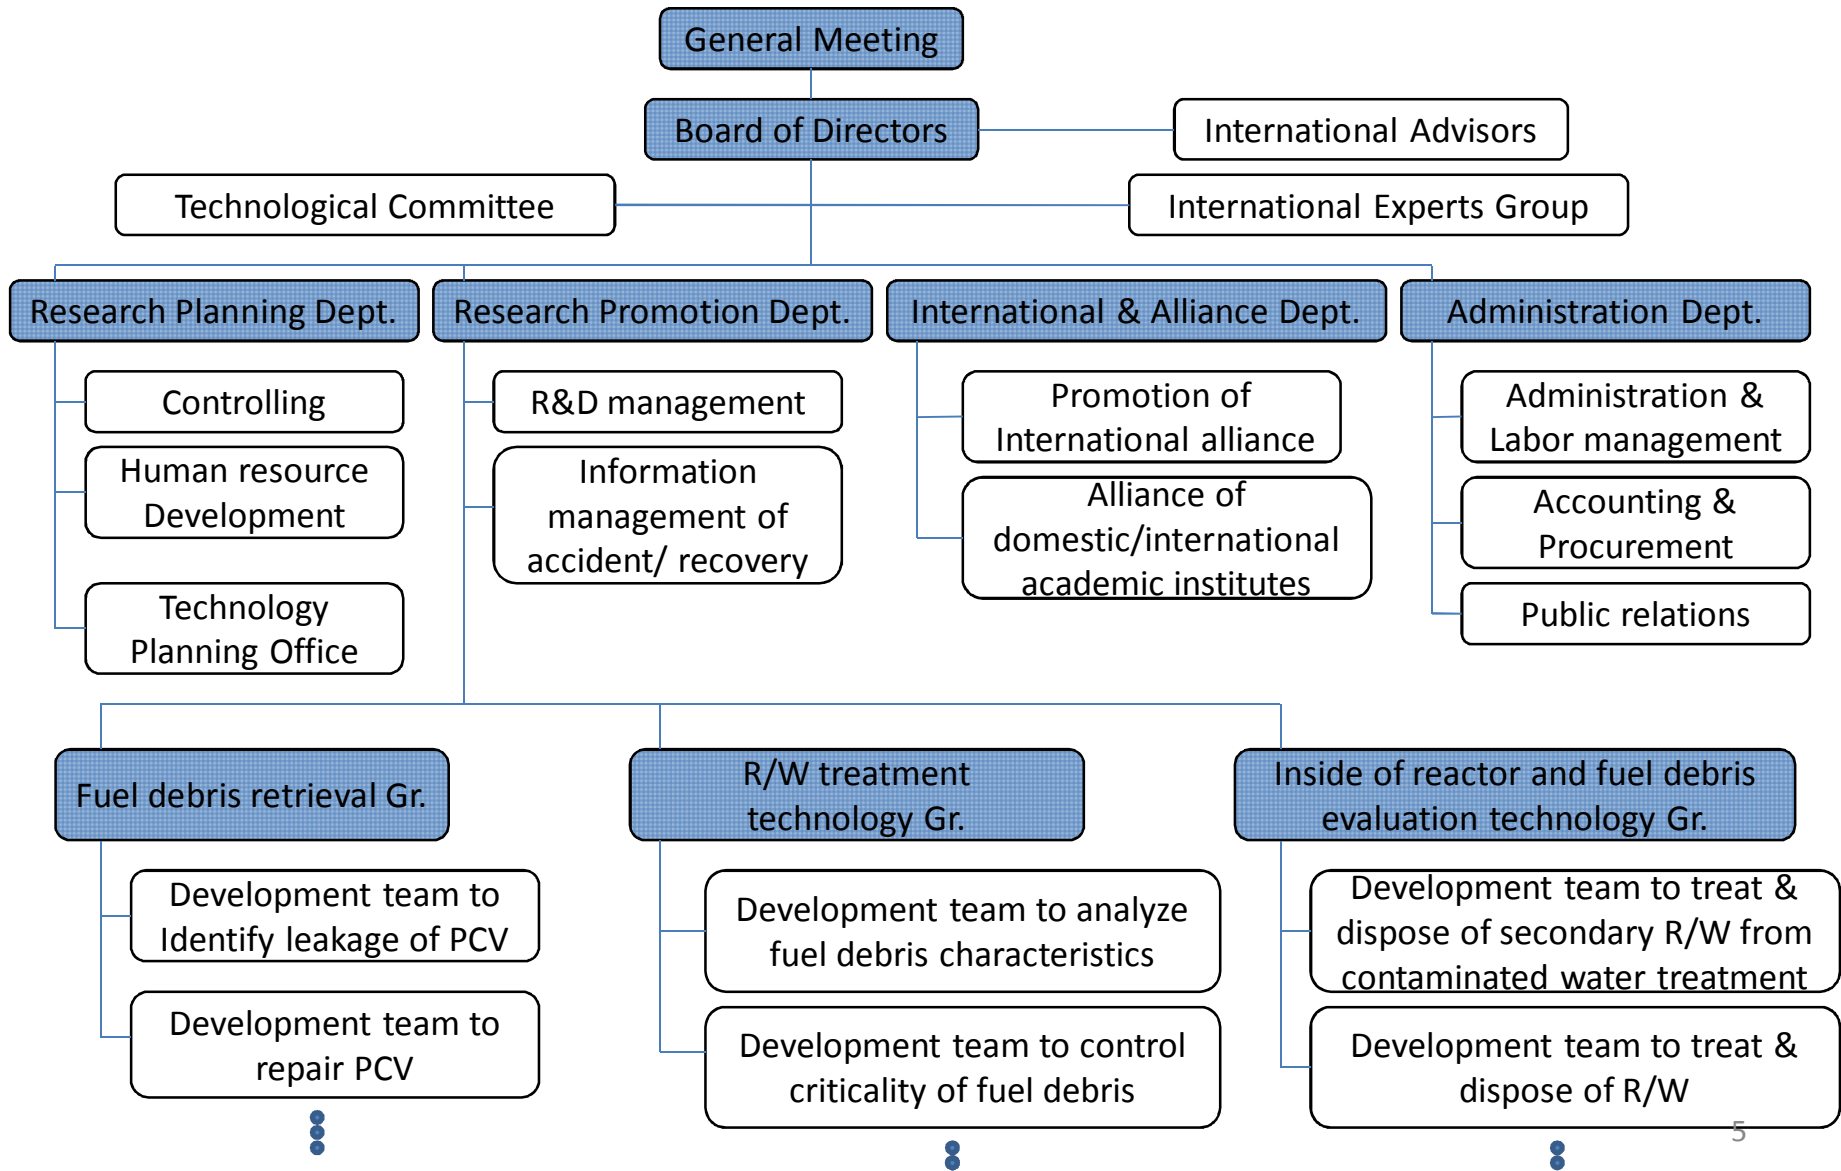 General Meeting
Board of Directors
International Advisors
Technological Committee
International Experts Group
Research Planning Dept.
Research Promotion Dept.
International & Alliance Dept.
Administration Dept.
Controlling
Human resource
Development
Technology
Planning Office
R&D management
Information
management of
accident/ recovery
Promotion of
International alliance
Alliance of
domestic/international
academic institutes
Administration &
Labor management
Accounting &
Procurement
Public relations
Fuel debris retrieval Gr.
Development team to
Identify leakage of PCV
Development team to
repair PCV
R/W treatment
technology Gr.
Development team to analyze
fuel debris characteristics
Development team to control
criticality of fuel debris
Inside of reactor and fuel debris
evaluation technology Gr.
Development team to treat &
dispose of secondary R/W from
contaminated water treatment
Development team to treat &
dispose of R/W
5